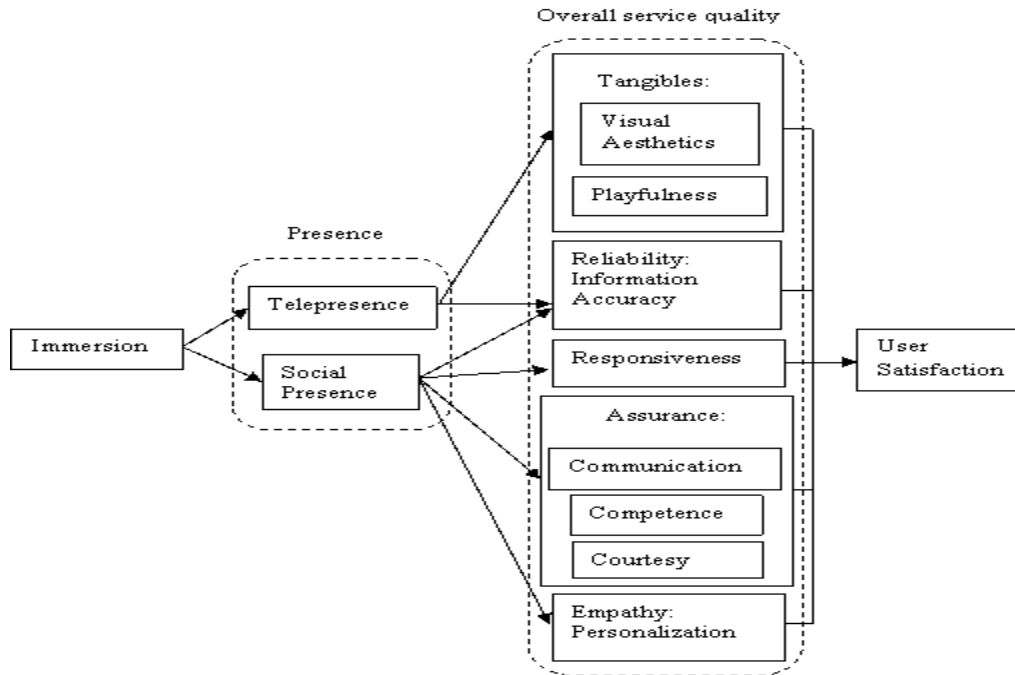 Overall service quality
Tangibles:
Visual
Aesthetics
Playfulness
Presence
Reliability:
Information
Accuracy
Telepresence
Immersion
Responsiveness
User
Satisfaction
Social
Presence
Assurance:
Communication
Competence
Courtesy
Empathy:
Personalization